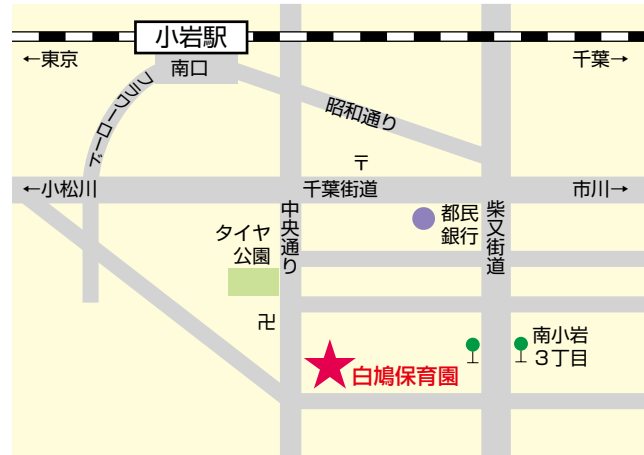 小岩駅
←東京
南口
千葉→
フラワーロード
昭和通り
〒
←小松川
千葉街道
市川→
中央通り
都民
銀行
柴又街道
タイヤ
公園
卍
南小岩
3丁目
白鳩保育園